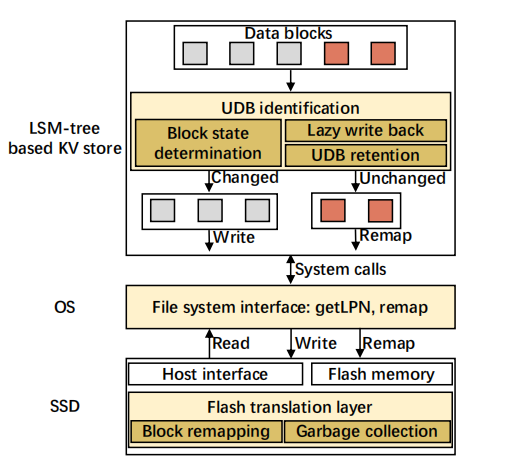 Data blocks
UDB identification
Block state
determination
Lazy write back
UDB retention
LSM-tree
based KV store
Changed
Unchanged
Write
Remap
System calls
OS
File system interface: getLPN, remap
Read
Write
Remap
Host interface
Flash memory
SSD
Flash translation layer
Block remapping
Garbage collection